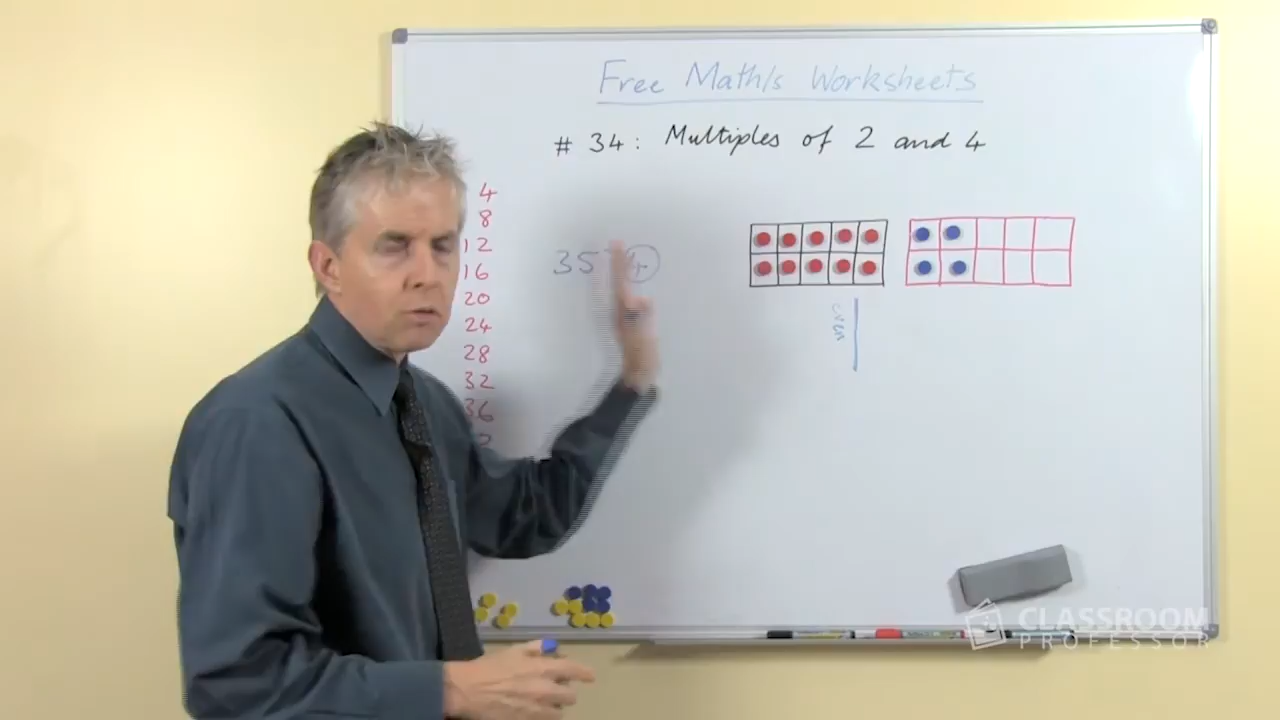 Free Math/s Worksheets
# 34: Multiples of 2 and 4
4
8
12
16
20
24
28
32
36
35
CLASSROOM
PROFESSOR